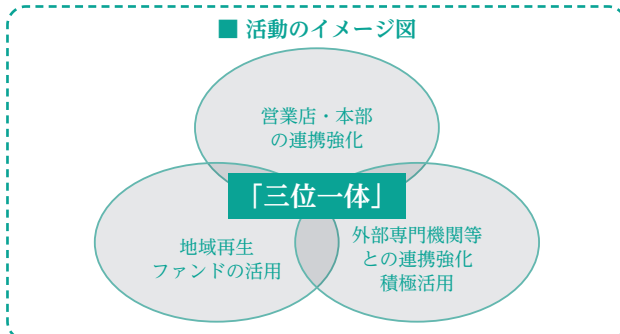 ■ 活動のイメージ図
営業店・本部
の連携強化
「三位一体」
地域再生
ファンドの活用
外部専門機関等
との連携強化
積極活用